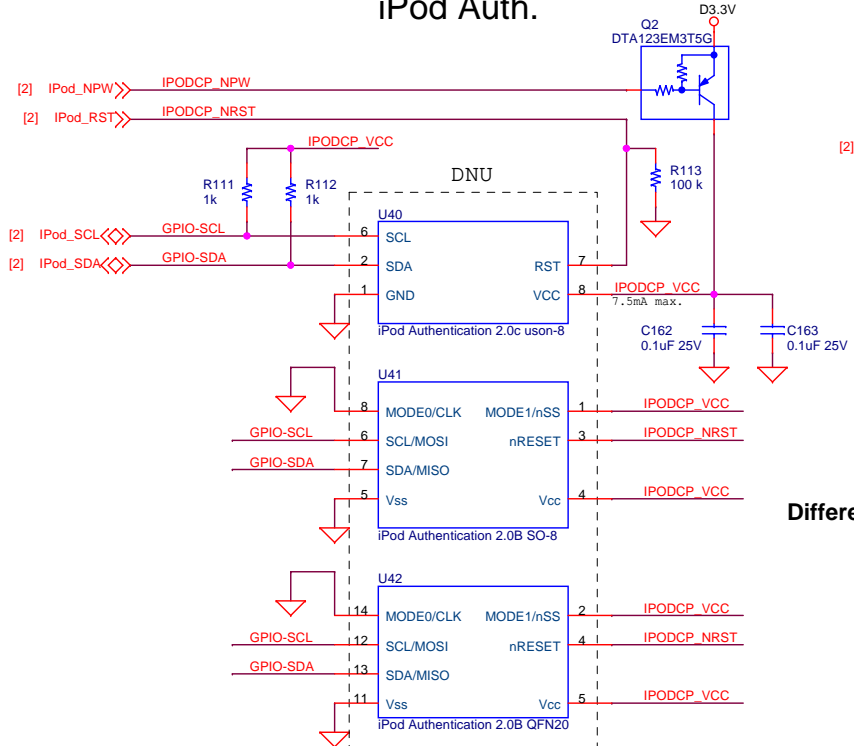 iPod Auth.
D3.3V
Q2
DTA123EM3T5G
[2] IPod_NPW IPODCP_NPW
[2] IPod_RST IPODCP_NRST
[2]
IPODCP_VCC
R111
1k
R112
1k
DNU
R113
100 k
[2] IPod_SCL GPIO-SCL
[2] IPod_SDA GPIO-SDA
U40
6 SCL
2 SDA RST 7
1 GND VCC 8 IPODCP_VCC
7.5mA max.
iPod Authentication 2.0c uson-8
C162
0.1uF 25V
C163
0.1uF 25V
U41
8 MODE0/CLK MODE1/nSS 1 IPODCP_VCC
GPIO-SCL 6 SCL/MOSI nRESET 3 IPODCP_NRST
GPIO-SDA 7 SDA/MISO
5 Vss Vcc 4 IPODCP_VCC
iPod Authentication 2.0B SO-8
Differe
U42
14 MODE0/CLK MODE1/nSS 2 IPODCP_VCC
GPIO-SCL 12 SCL/MOSI nRESET 4 IPODCP_NRST
GPIO-SDA 13 SDA/MISO
11 Vss Vcc 5 IPODCP_VCC
iPod Authentication 2.0B QFN20